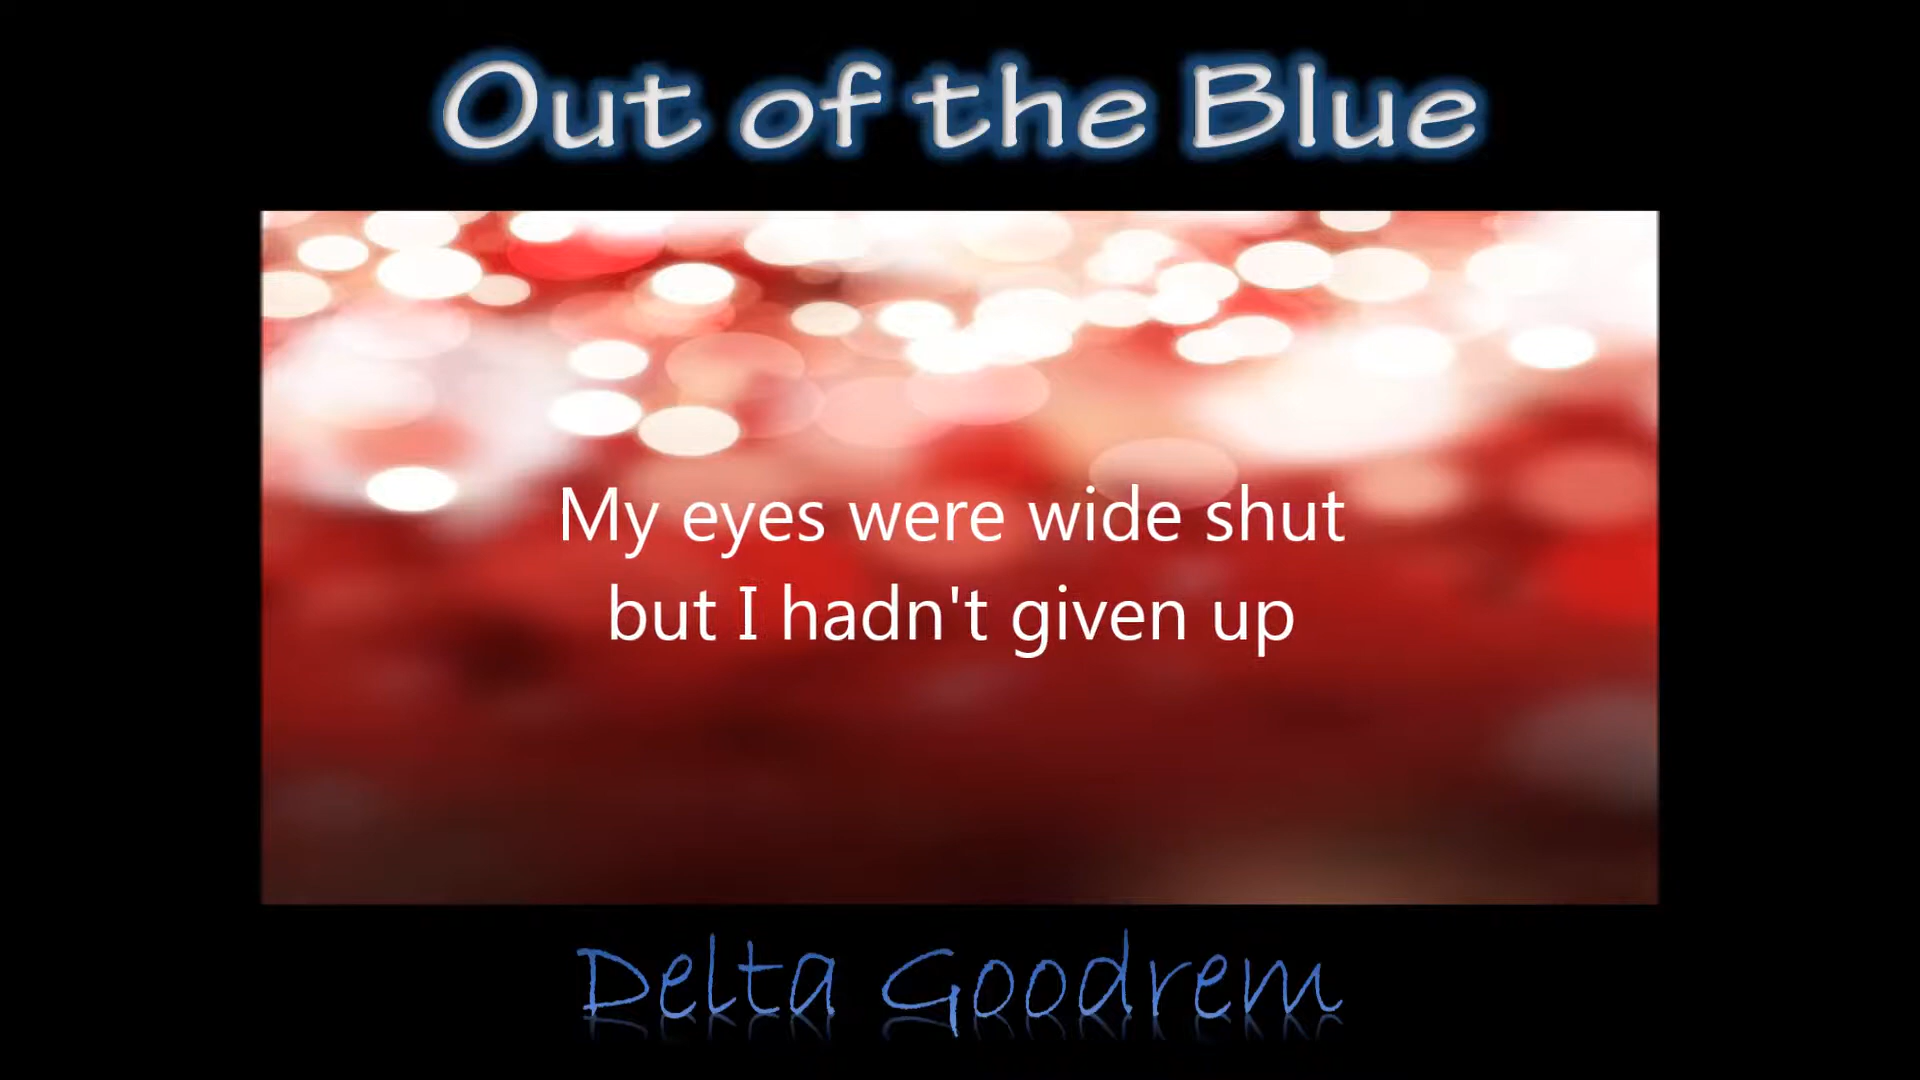 Out of the Blue
My eyes were wide shut
but I hadn't given up
Delta Goodrem